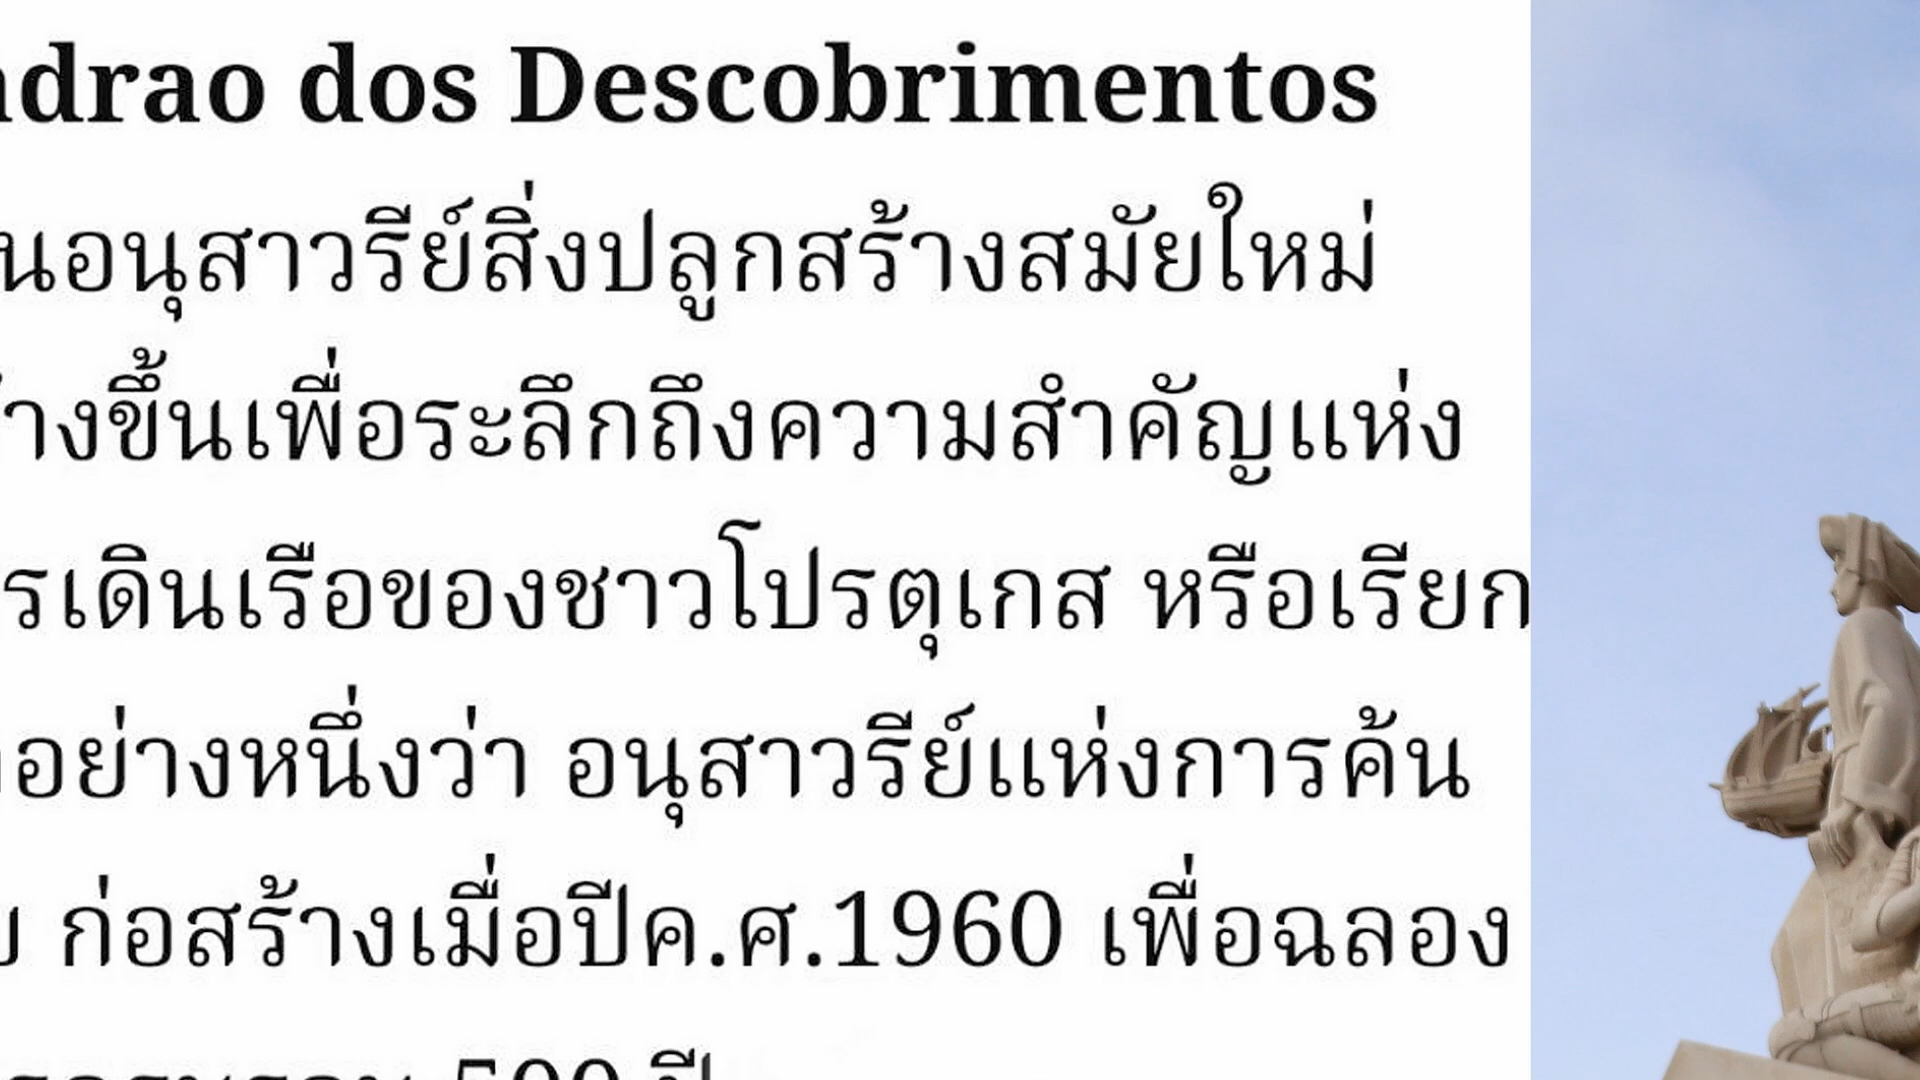 drao dos Descobrimentos
นอนุสาวรีย์สิ่งปลูกสร้างสมัยใหม่
างขึ้นเพื่อระลึกถึงความสำคัญแห่ง
รเดินเรือของชาวโปรตุเกส หรือเรียก
อย่างหนึ่งว่า อนุสาวรีย์แห่งการค้น
ก่อสร้างเมื่อปีค.ศ.1960 เพื่อฉลอง
500 ปี